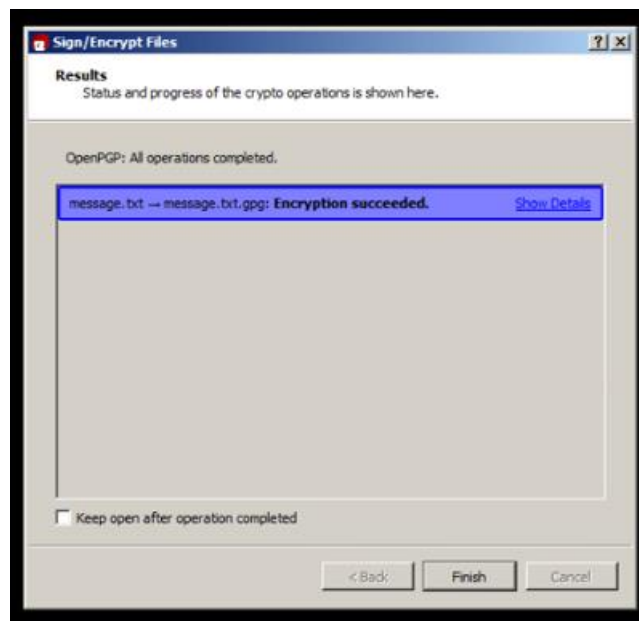 Sign/Encrypt Files
Results
Status and progress of the crypto operations is shown here.
OpenPGP: All operations completed.
message.txt → message.txt.gpg: Encryption succeeded. Show Details
Keep open after operation completed
< Back Finish Cancel